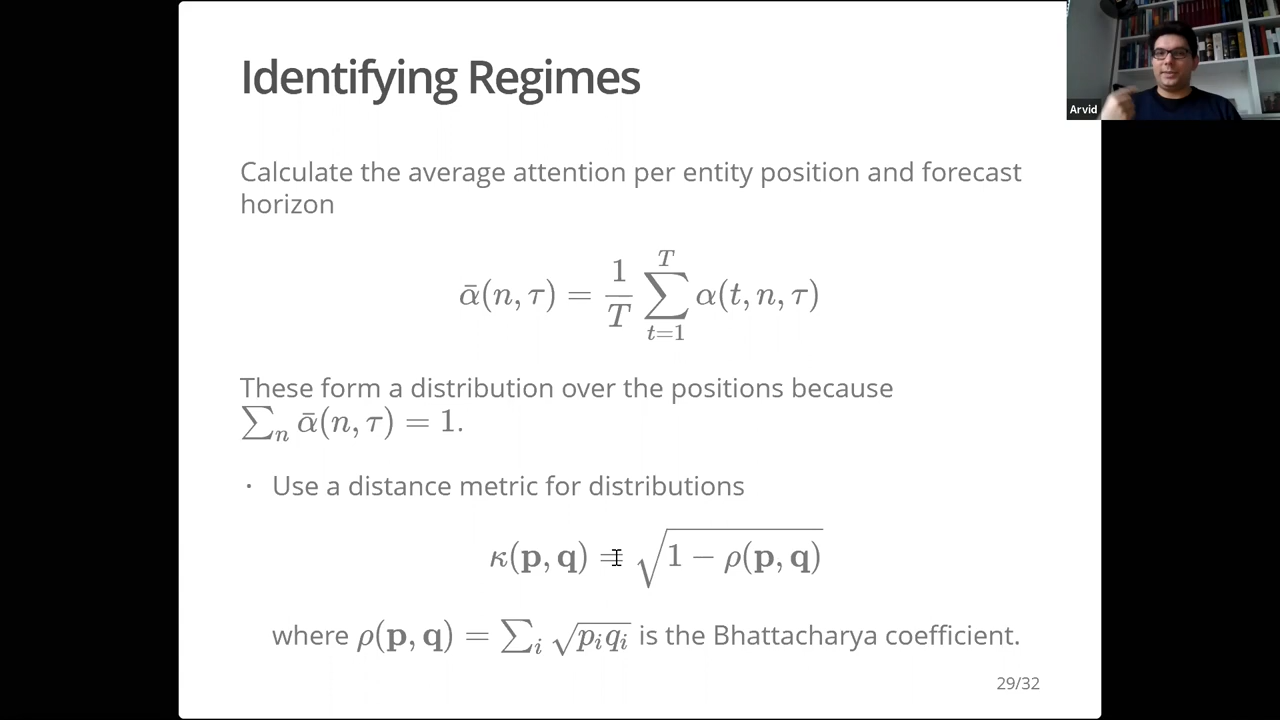 Identifying Regimes
Arvid
Calculate the average attention per entity position and forecast
horizon
ᾱ(n, τ) = 1/T ∑_{t=1}^{T} α(t, n, τ)
These form a distribution over the positions because
∑_n ᾱ(n, τ) = 1.
· Use a distance metric for distributions
κ(p, q) = √(1 − ρ(p, q))
where ρ(p, q) = ∑_i √(p_i q_i) is the Bhattacharya coefficient.
29/32